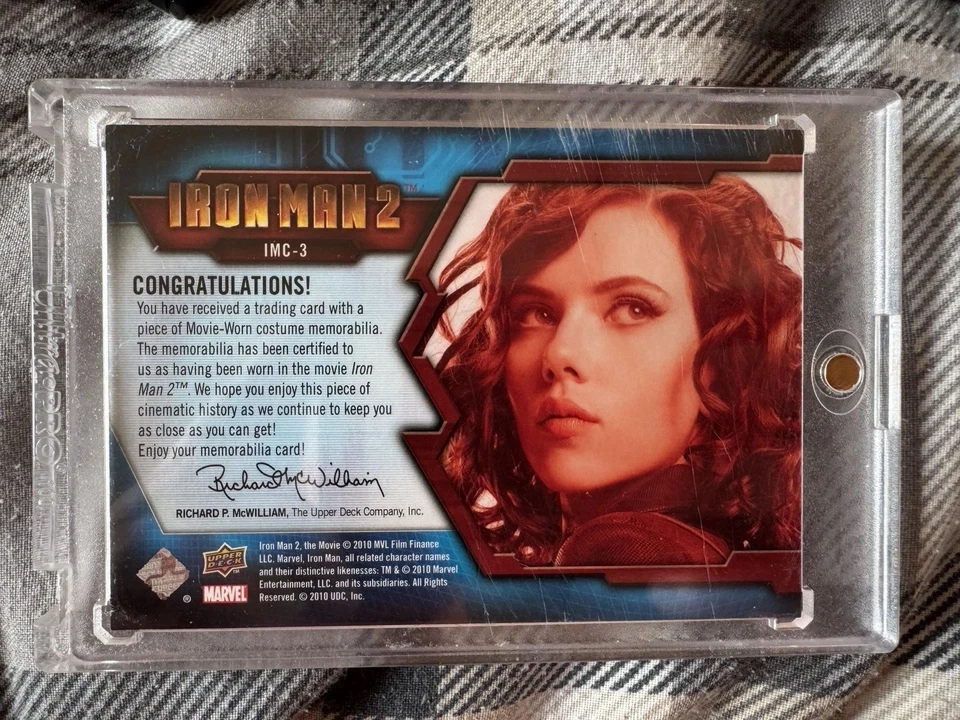 IRON MAN 2 ™
IMC-3
CONGRATULATIONS!
You have received a trading card with a
piece of Movie-Worn costume memorabilia.
The memorabilia has been certified to
us as having been worn in the movie Iron
Man 2™. We hope you enjoy this piece of
cinematic history as we continue to keep you
as close as you can get!
Enjoy your memorabilia card!
Richard McWilliam
RICHARD P. McWILLIAM, The Upper Deck Company, Inc.
Iron Man 2, the Movie © 2010 MVL Film Finance
LLC. Marvel, Iron Man, all related character names
and their distinctive likenesses: TM & © 2010 Marvel
Entertainment, LLC. and its subsidiaries. All Rights
Reserved. © 2010 UDC, Inc.
UPPER
DECK
™
®
MARVEL